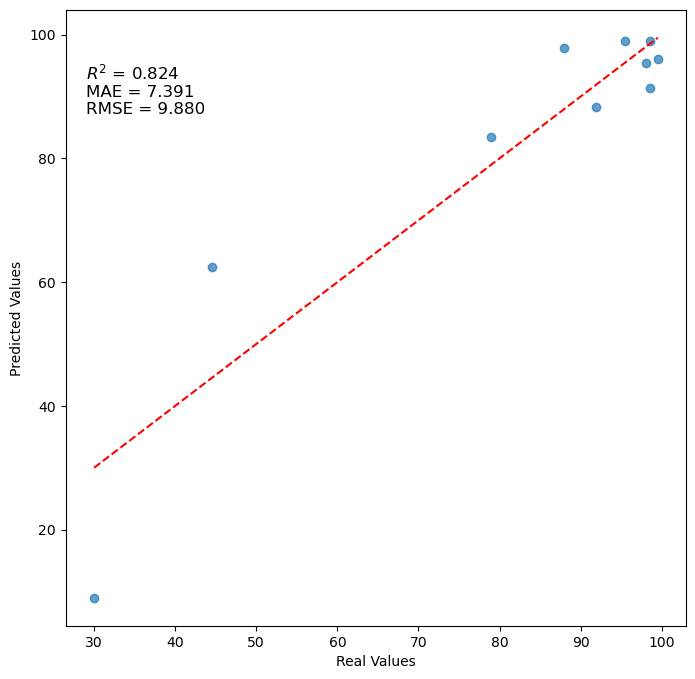 R² = 0.824
MAE = 7.391
RMSE = 9.880
100
80
60
40
20
Predicted Values
30 40 50 60 70 80 90 100
Real Values